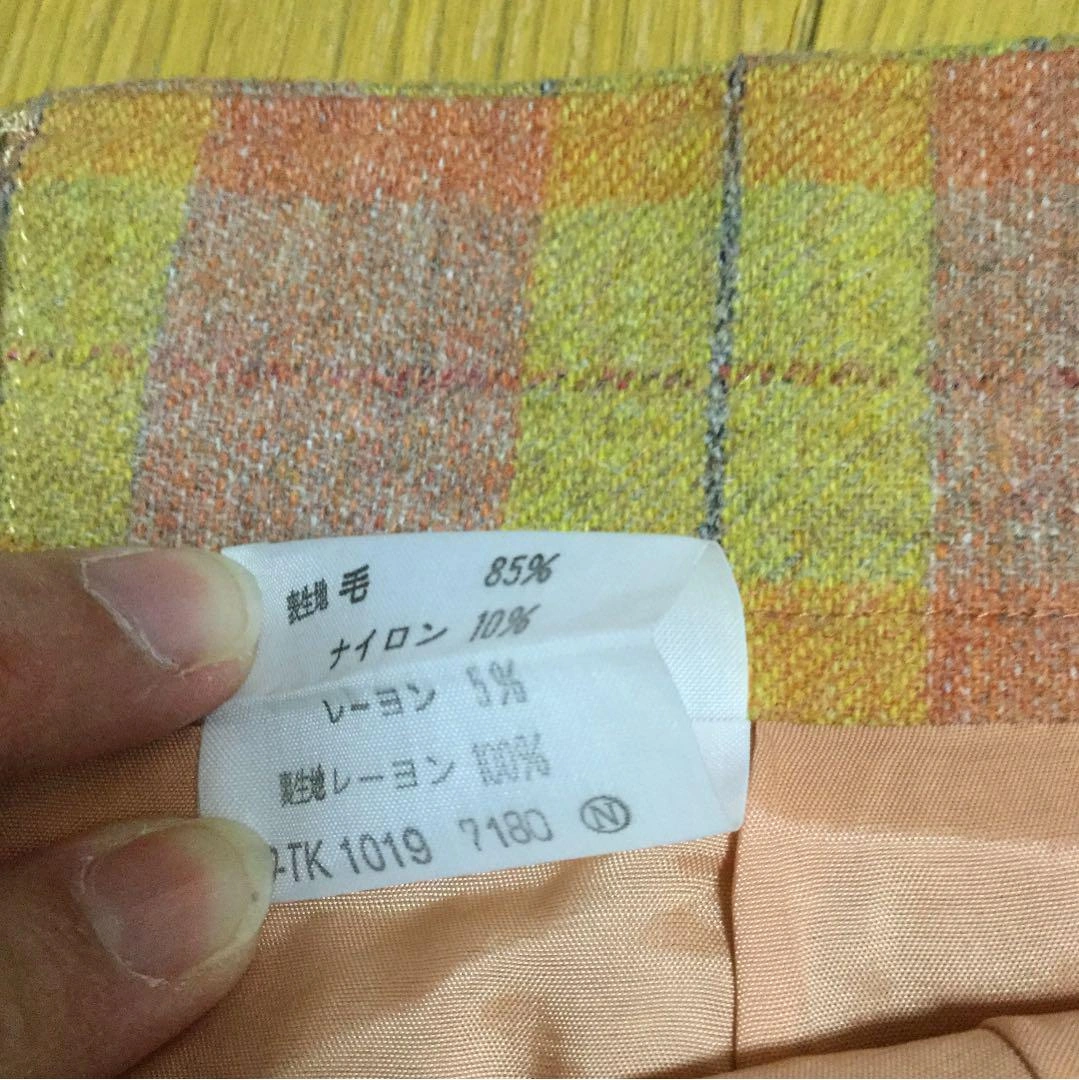 表生地 毛 85%
ナイロン 10%
レーヨン 5%
裏生地 レーヨン 100%
-TK 1019 7180 Ⓝ